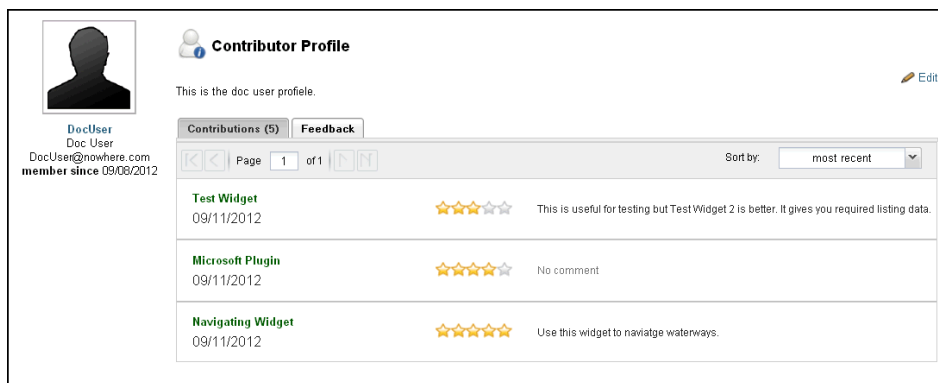 Contributor Profile
Edit
This is the doc user profiele.
DocUser
Doc User
DocUser@nowhere.com
member since 09/08/2012
Contributions (5) Feedback
Page 1 of 1 Sort by: most recent
Test Widget
09/11/2012
This is useful for testing but Test Widget 2 is better. It gives you required listing data.
Microsoft Plugin
09/11/2012
No comment
Navigating Widget
09/11/2012
Use this widget to naviatge waterways.